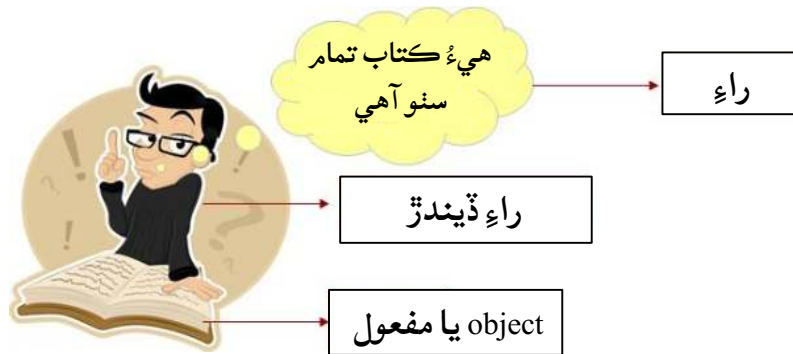 هيءُ ڪتاب تمام
سٺو آهي
راءِ
راءِ ڏيندڙ
object يا مفعول